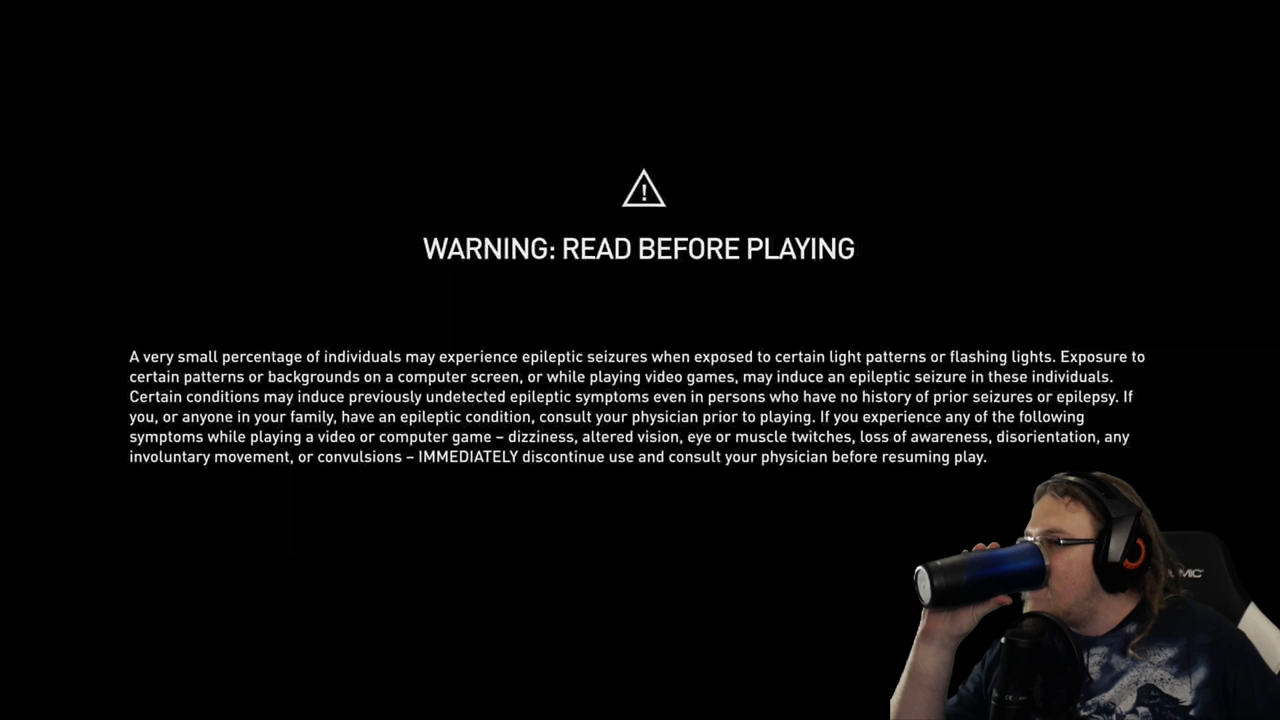 WARNING: READ BEFORE PLAYING
A very small percentage of individuals may experience epileptic seizures when exposed to certain light patterns or flashing lights. Exposure to
certain patterns or backgrounds on a computer screen, or while playing video games, may induce an epileptic seizure in these individuals.
Certain conditions may induce previously undetected epileptic symptoms even in persons who have no history of prior seizures or epilepsy. If
you, or anyone in your family, have an epileptic condition, consult your physician prior to playing. If you experience any of the following
symptoms while playing a video or computer game – dizziness, altered vision, eye or muscle twitches, loss of awareness, disorientation, any
involuntary movement, or convulsions – IMMEDIATELY discontinue use and consult your physician before resuming play.